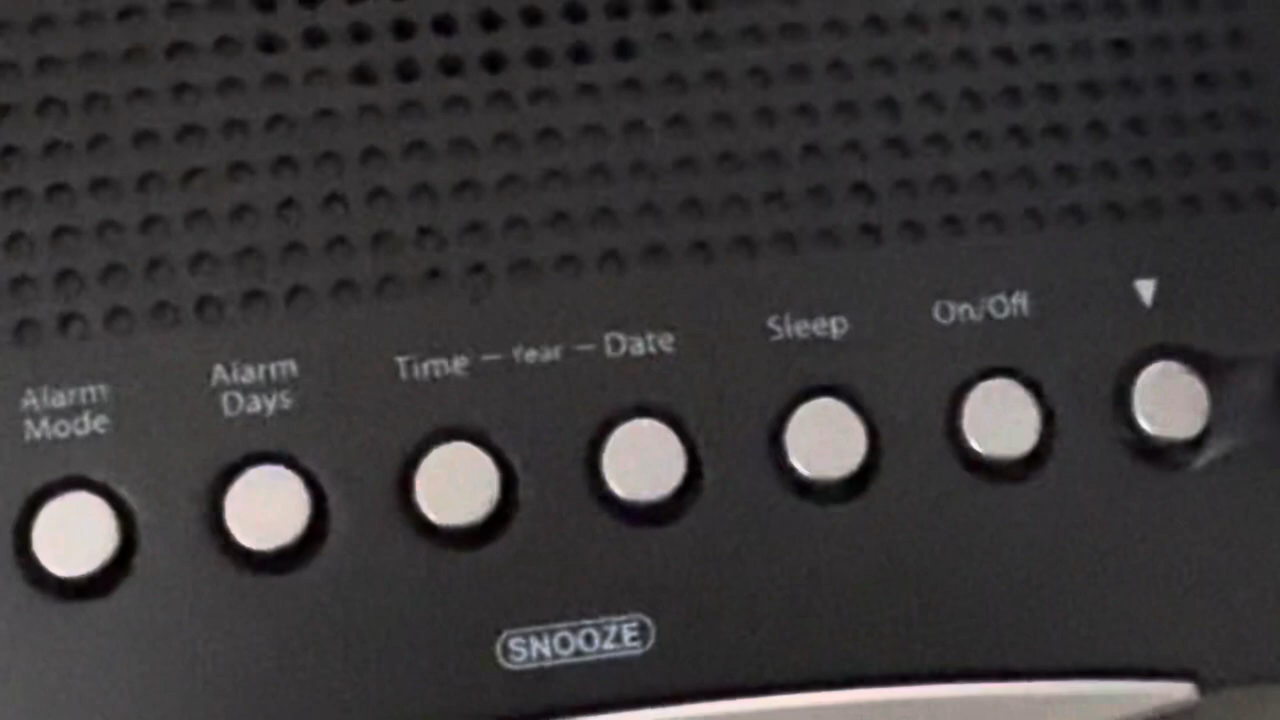 Alarm
Mode
Alarm
Days
Time – Year – Date
Sleep
On/Off
SNOOZE